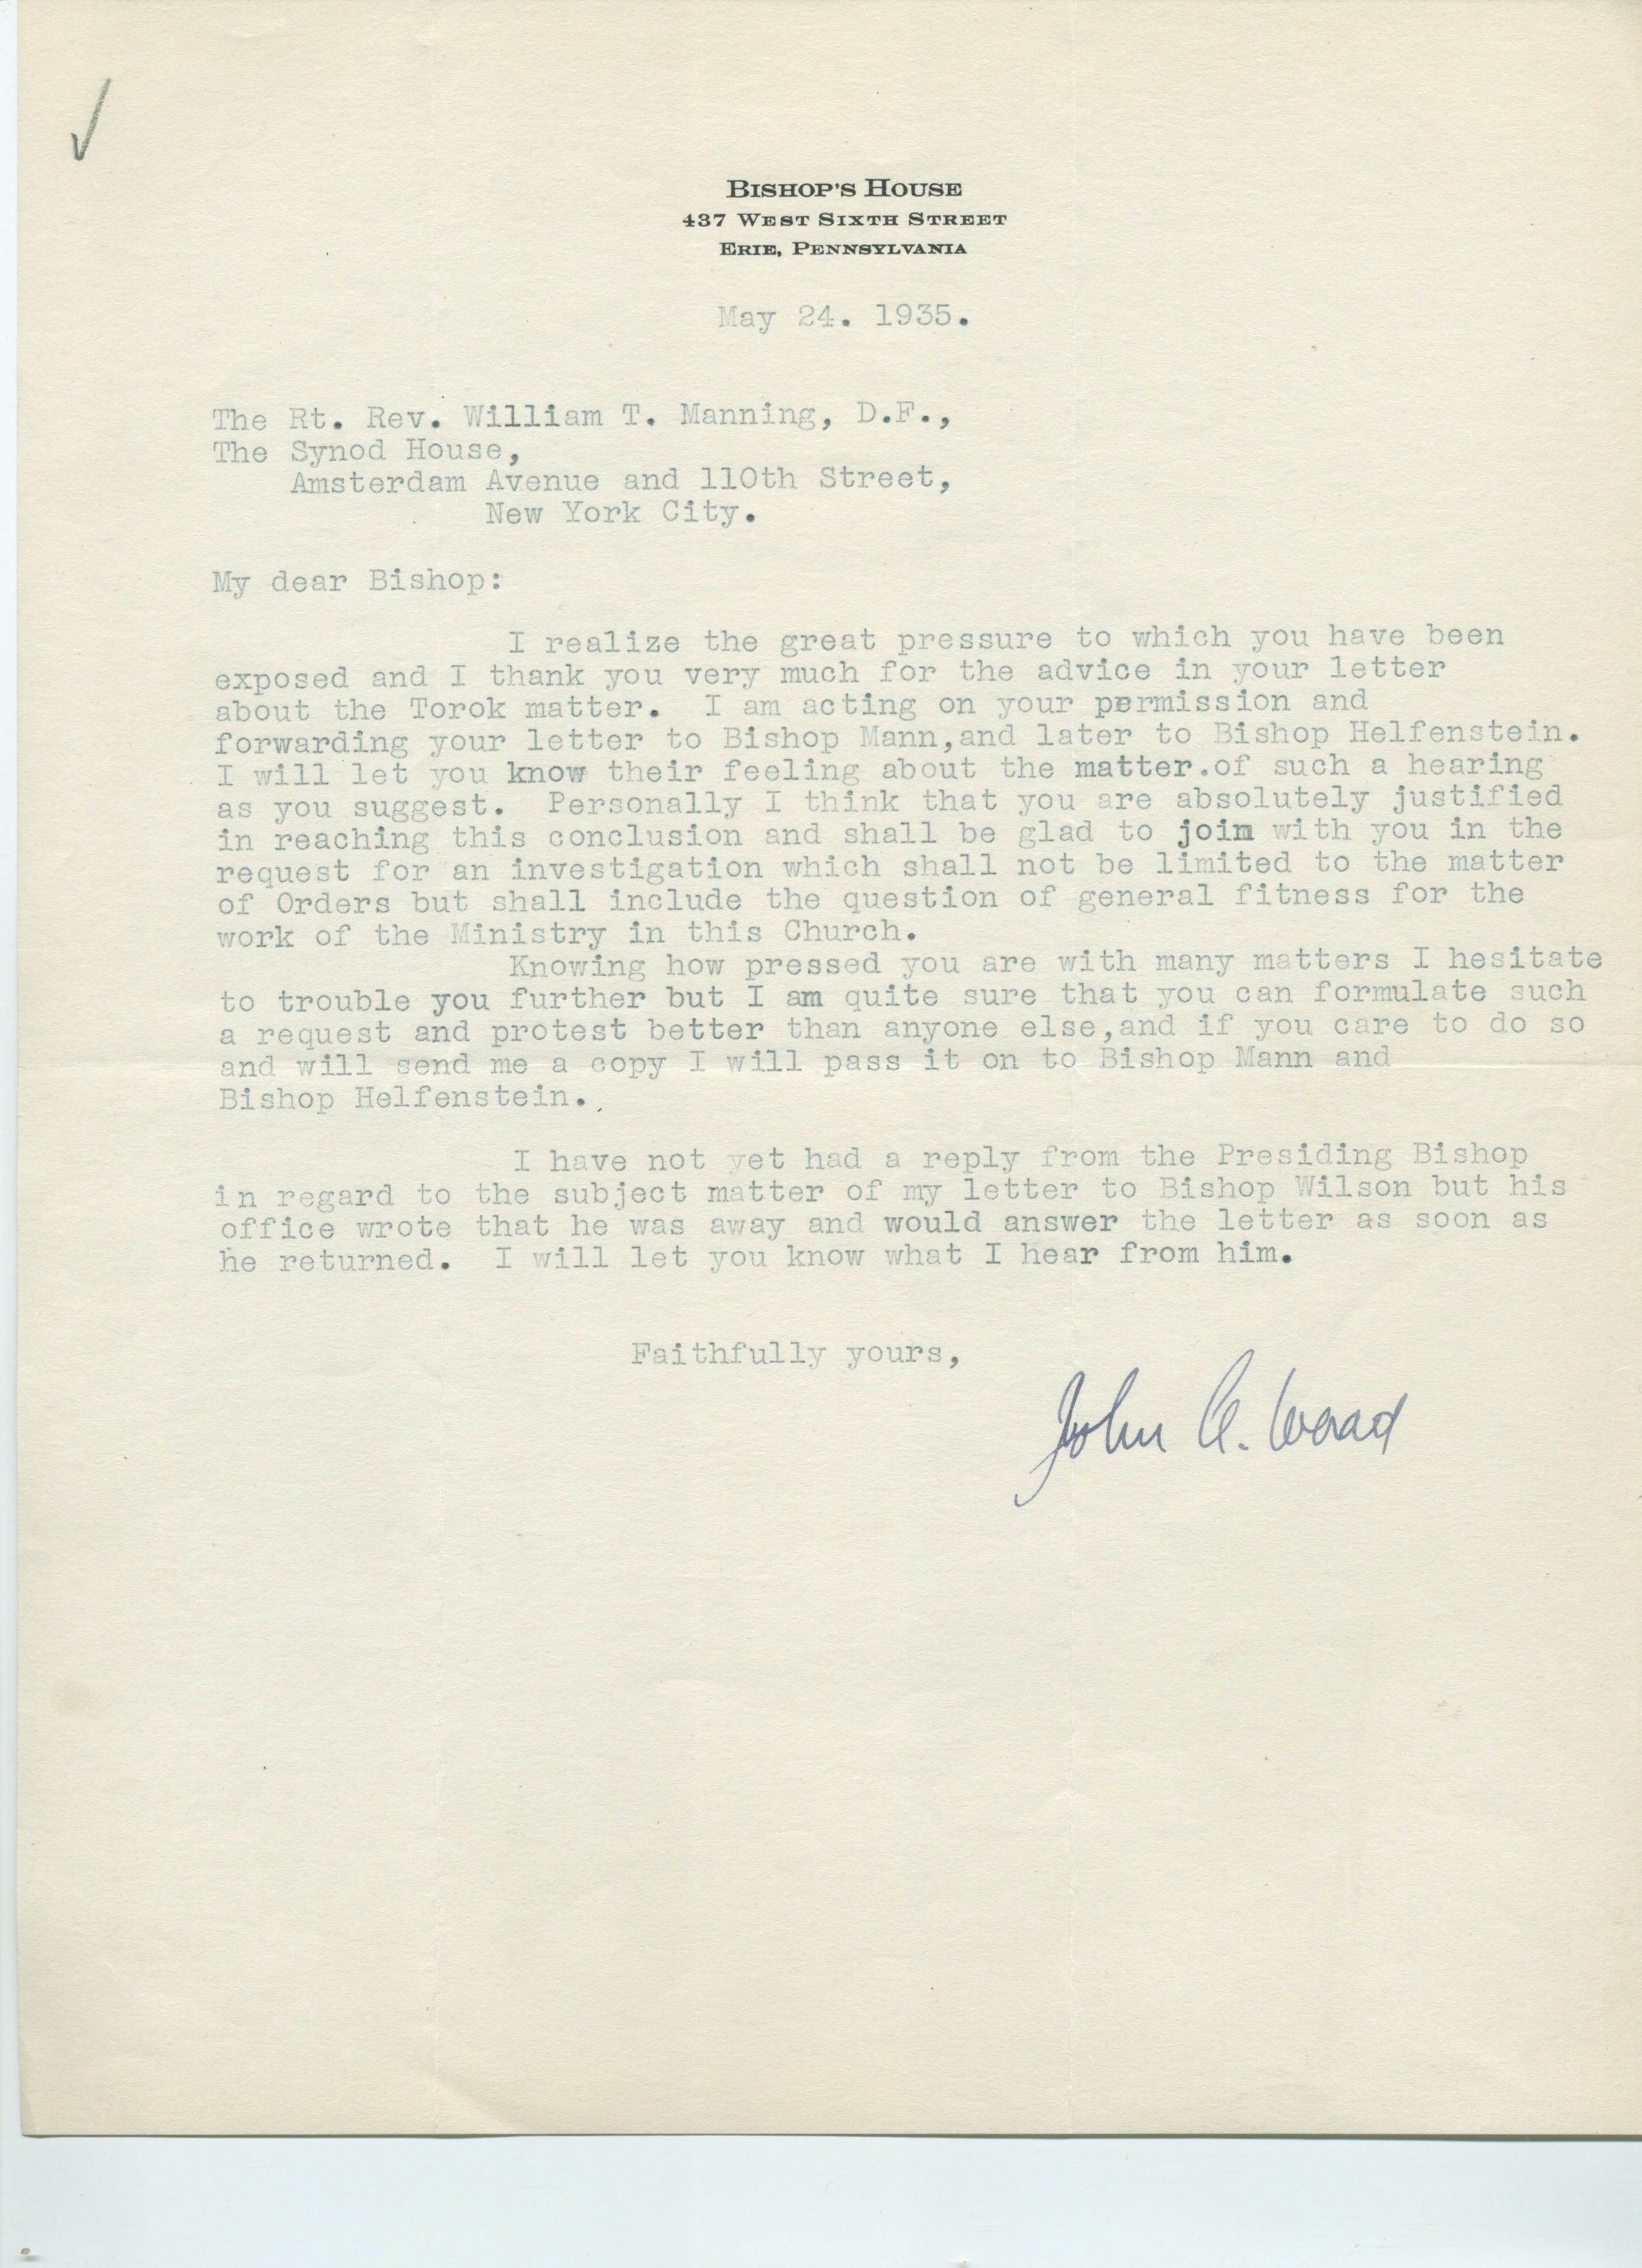 BISHOP'S HOUSE
437 WEST SIXTH STREET
ERIE, PENNSYLVANIA
May 24. 1935.
The Rt. Rev. William T. Manning, D.F.,
The Synod House,
Amsterdam Avenue and 110th Street,
New York City.
My dear Bishop:
I realize the great pressure to which you have been
exposed and I thank you very much for the advice in your letter
about the Torok matter. I am acting on your permission and
forwarding your letter to Bishop Mann,and later to Bishop Helfenstein.
I will let you know their feeling about the matter.of such a hearing
as you suggest. Personally I think that you are absolutely justified
in reaching this conclusion and shall be glad to join with you in the
request for an investigation which shall not be limited to the matter
of Orders but shall include the question of general fitness for the
work of the Ministry in this Church.
Knowing how pressed you are with many matters I hesitate
to trouble you further but I am quite sure that you can formulate such
a request and protest better than anyone else,and if you care to do so
and will send me a copy I will pass it on to Bishop Mann and
Bishop Helfenstein.
I have not yet had a reply from the Presiding Bishop
in regard to the subject matter of my letter to Bishop Wilson but his
office wrote that he was away and would answer the letter as soon as
he returned. I will let you know what I hear from him.
Faithfully yours,
John C. Ward